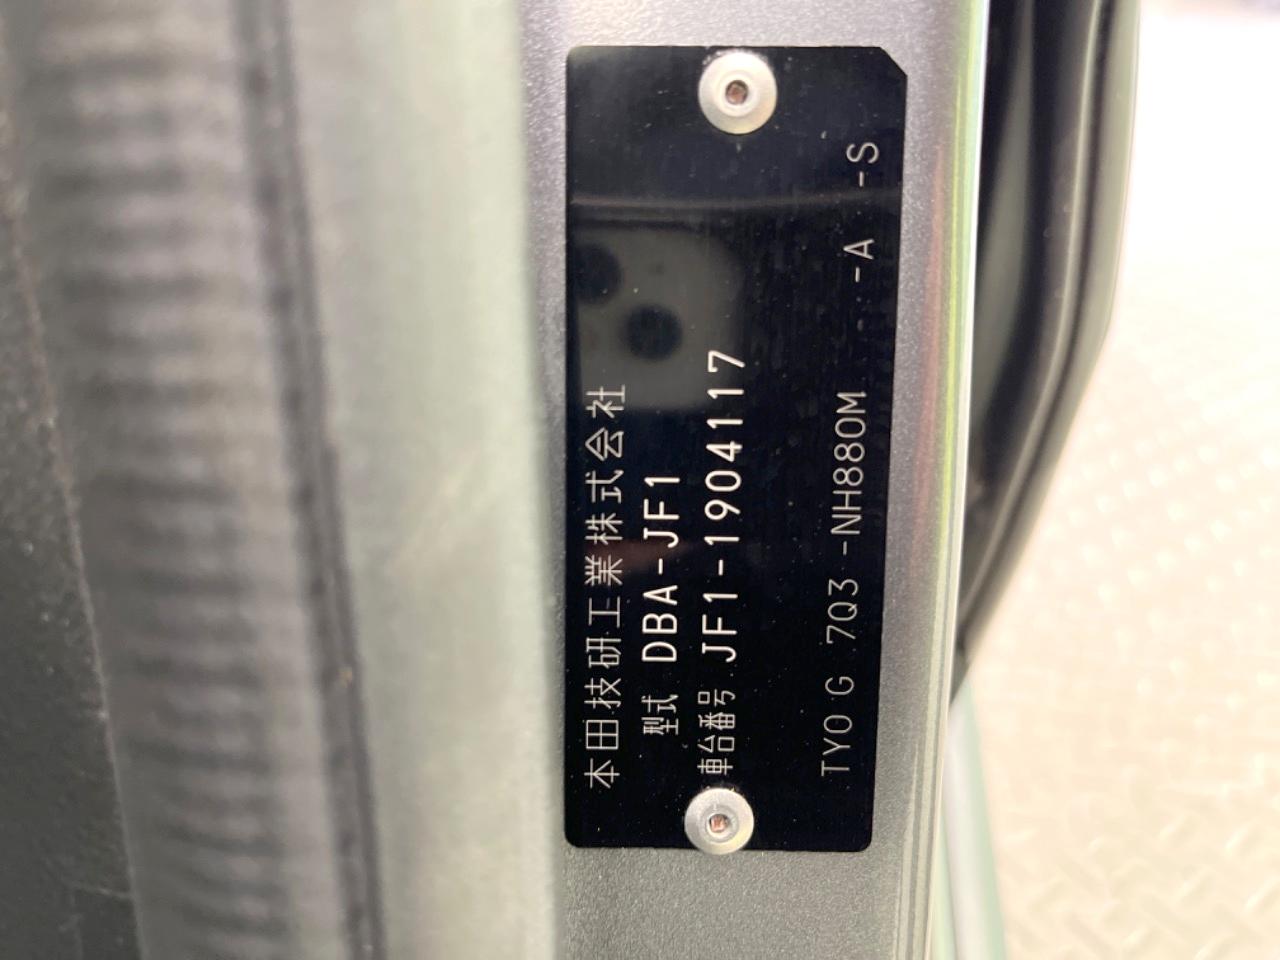 本田技研工業株式会社
型式 DBA-JF1
車台番号 JF1-1904117
TYO G 7Q3 -NH880M -A -S